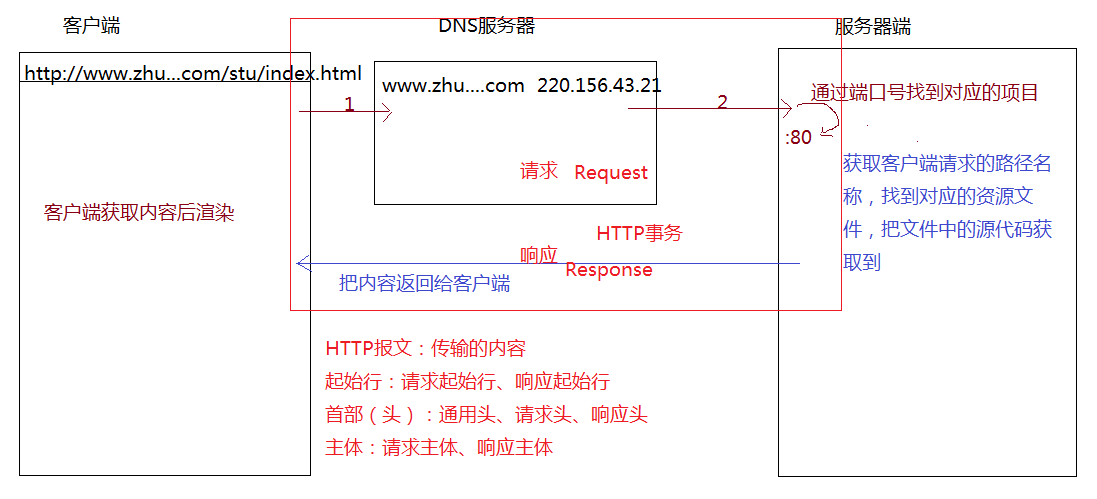 客户端
DNS服务器
服务器端
http://www.zhu...com/stu/index.html
www.zhu....com 220.156.43.21
1
2
通过端口号找到对应的项目
:80
请求 Request
获取客户端请求的路径名
称，找到对应的资源文
件，把文件中的源代码获
取到
客户端获取内容后渲染
HTTP事务
响应 Response
把内容返回给客户端
HTTP报文：传输的内容
起始行：请求起始行、响应起始行
首部（头）：通用头、请求头、响应头
主体：请求主体、响应主体